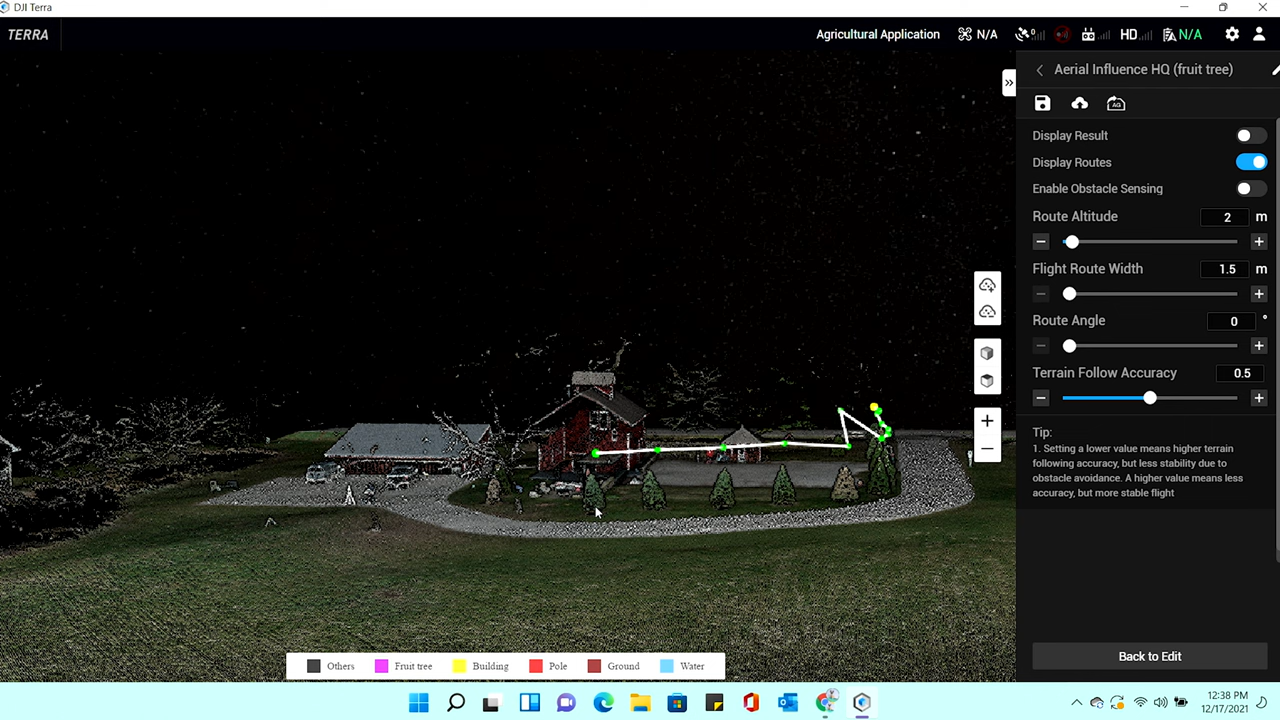 DJI Terra
TERRA
Agricultural Application
N/A
HD
N/A
Aerial Influence HQ (fruit tree)
AG
Display Result
Display Routes
Enable Obstacle Sensing
Route Altitude 2 m
Flight Route Width 1.5 m
Route Angle 0 °
Terrain Follow Accuracy 0.5
Tip:
1. Setting a lower value means higher terrain
following accuracy, but less stability due to
obstacle avoidance. A higher value means less
accuracy, but more stable flight
Back to Edit
Others Fruit tree Building Pole Ground Water
12:38 PM
12/17/2021